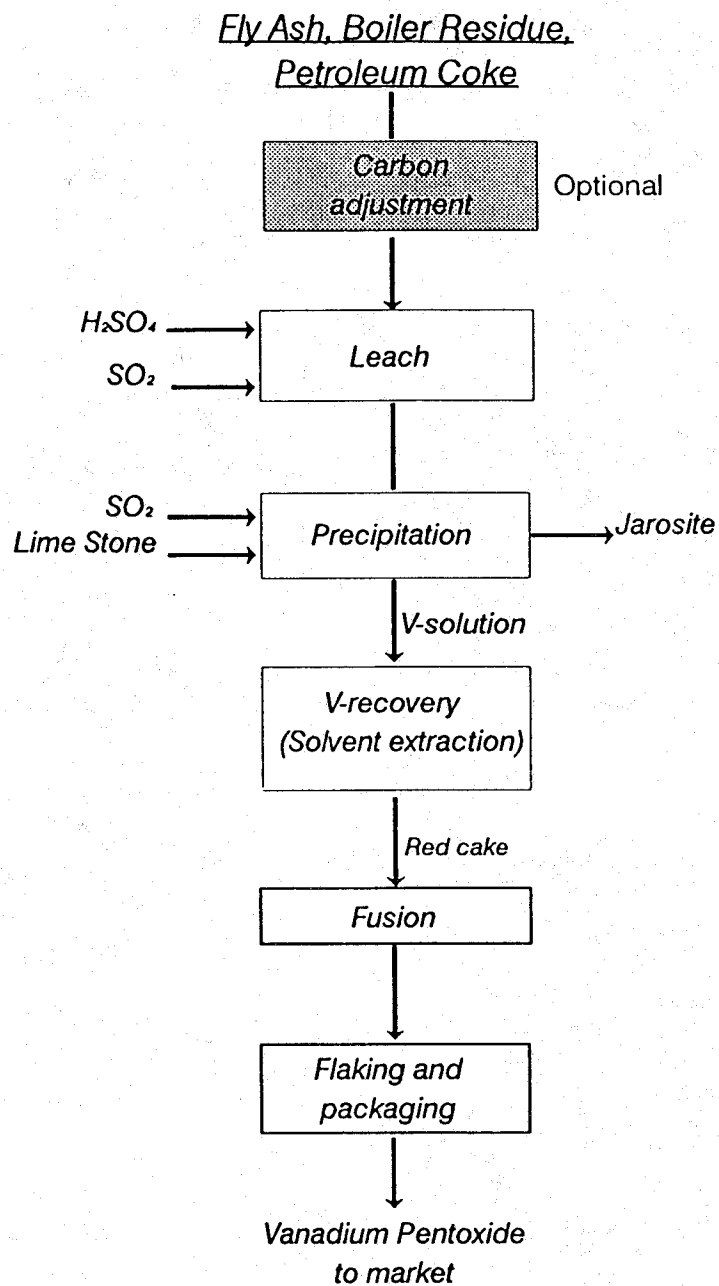 Fly Ash, Boiler Residue,
Petroleum Coke
Carbon
adjustment
Optional
H₂SO₄
SO₂
Leach
SO₂
Lime Stone
Precipitation
Jarosite
V-solution
V-recovery
(Solvent extraction)
Red cake
Fusion
Flaking and
packaging
Vanadium Pentoxide
to market